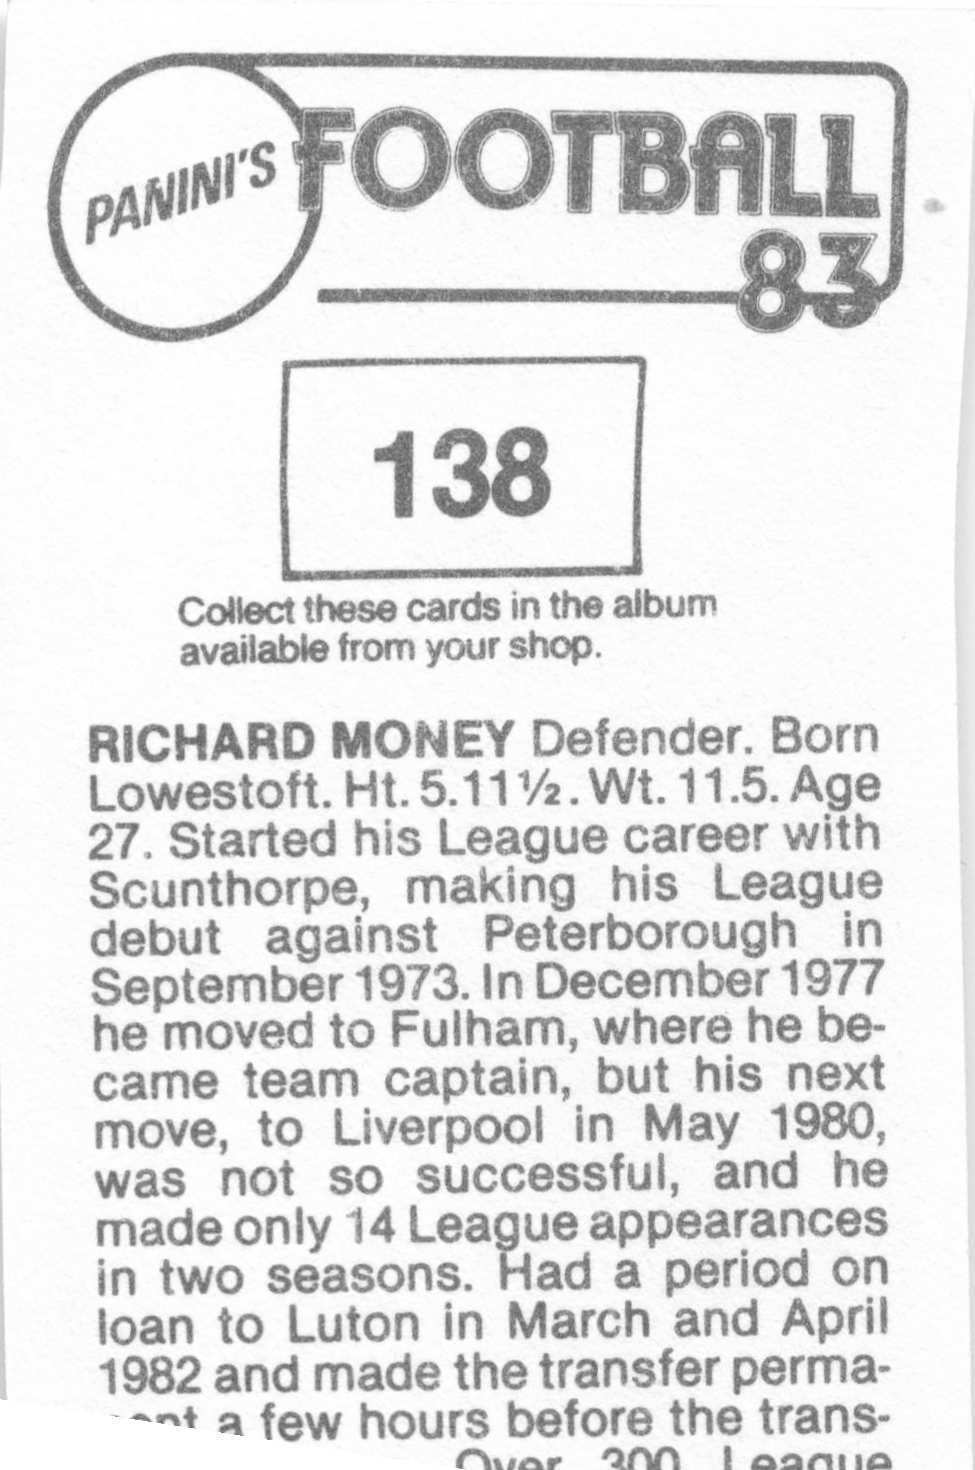 PANINI'S FOOTBALL
83
138
Collect these cards in the album
available from your shop.
RICHARD MONEY Defender. Born
Lowestoft. Ht. 5.11½. Wt. 11.5. Age
27. Started his League career with
Scunthorpe, making his League
debut against Peterborough in
September 1973. In December 1977
he moved to Fulham, where he be-
came team captain, but his next
move, to Liverpool in May 1980,
was not so successful, and he
made only 14 League appearances
in two seasons. Had a period on
loan to Luton in March and April
1982 and made the transfer perma-
a few hours before the trans-
Over 300 League